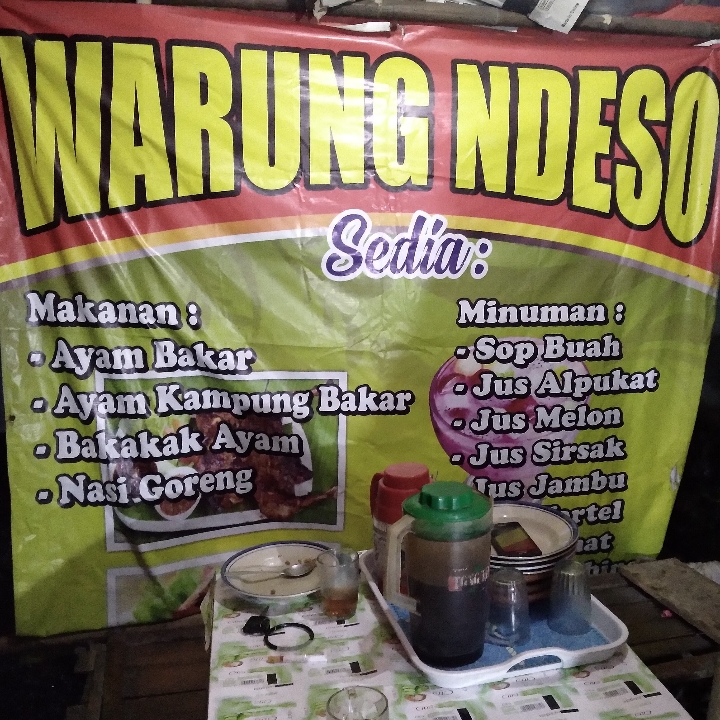 WARUNG NDESO
Sedia:
Makanan :
- Ayam Bakar
- Ayam Kampung Bakar
- Bakakak Ayam
- Nasi Goreng
Minuman :
- Sop Buah
- Jus Alpukat
- Jus Melon
- Jus Sirsak
Jus Jambu